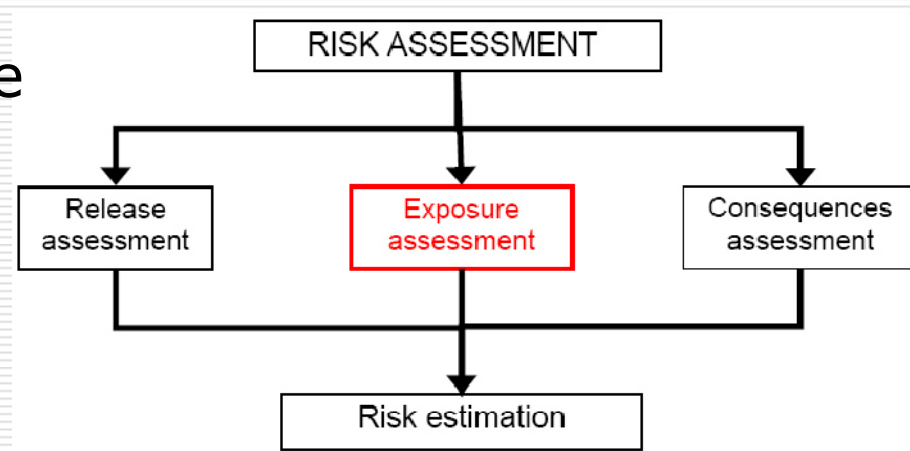 RISK ASSESSMENT
e
Release
assessment
Exposure
assessment
Consequences
assessment
Risk estimation